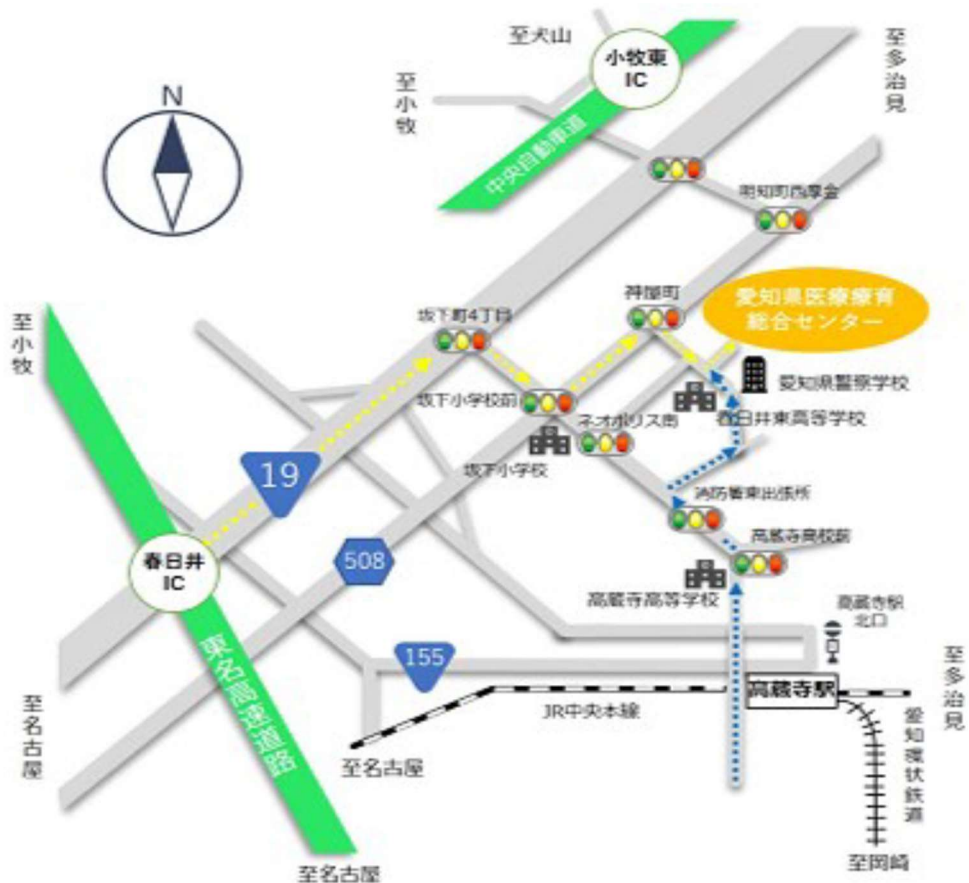 至犬山
小牧東
IC
至多治見
至小牧
N
中央自動車道
明知町西摩会
神屋町
愛知県医療療育
総合センター
至小牧
坂下町4丁目
愛知県警察学校
坂下小学校前
ネオポリス南
春日井東高等学校
19
坂下小学校
消防署東出張所
高蔵寺高校前
春日井
IC
508
高蔵寺高等学校
高蔵寺駅
北口
155
東名高速道路
至多治見
高蔵寺駅
至名古屋
JR中央本線
愛知環状鉄道
至名古屋
至岡崎
至名古屋